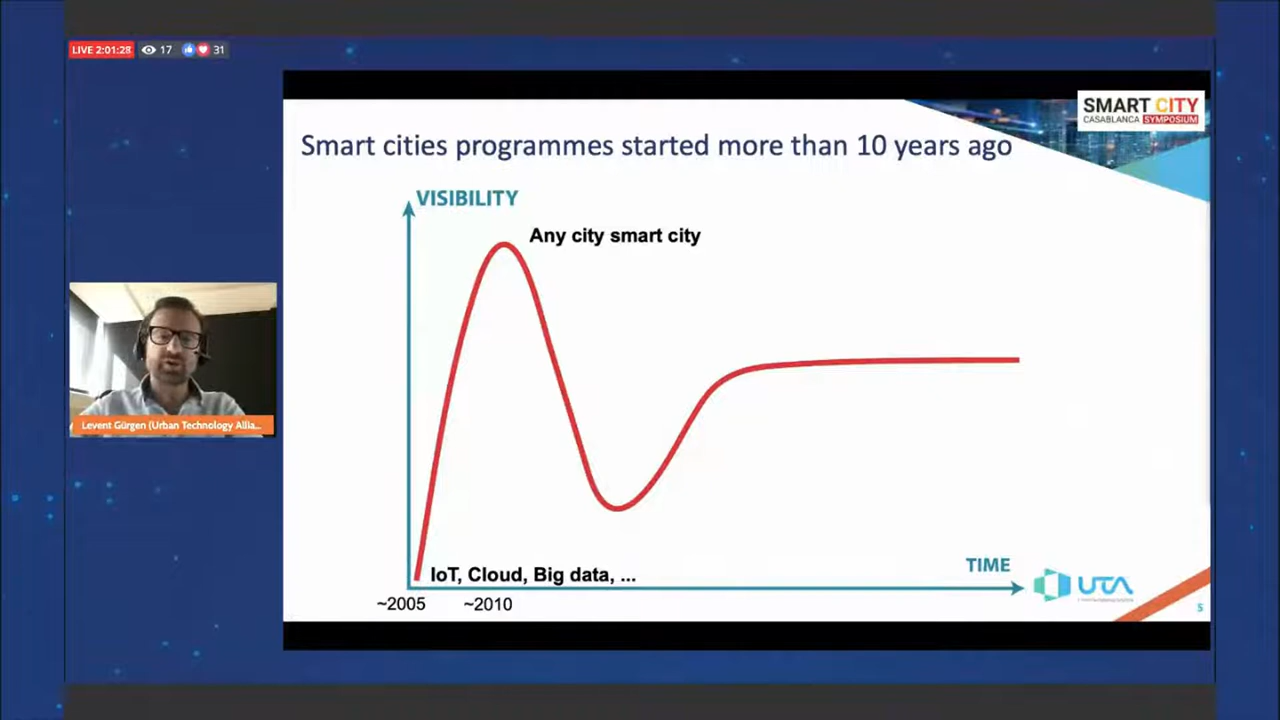 LIVE 2:01:28 17 31
SMART CITY
CASABLANCA SYMPOSIUM
Smart cities programmes started more than 10 years ago
VISIBILITY
Any city smart city
Levent Gürgen (Urban Technology Allia...
IoT, Cloud, Big data, ...
TIME
UTA
~2005 ~2010
5